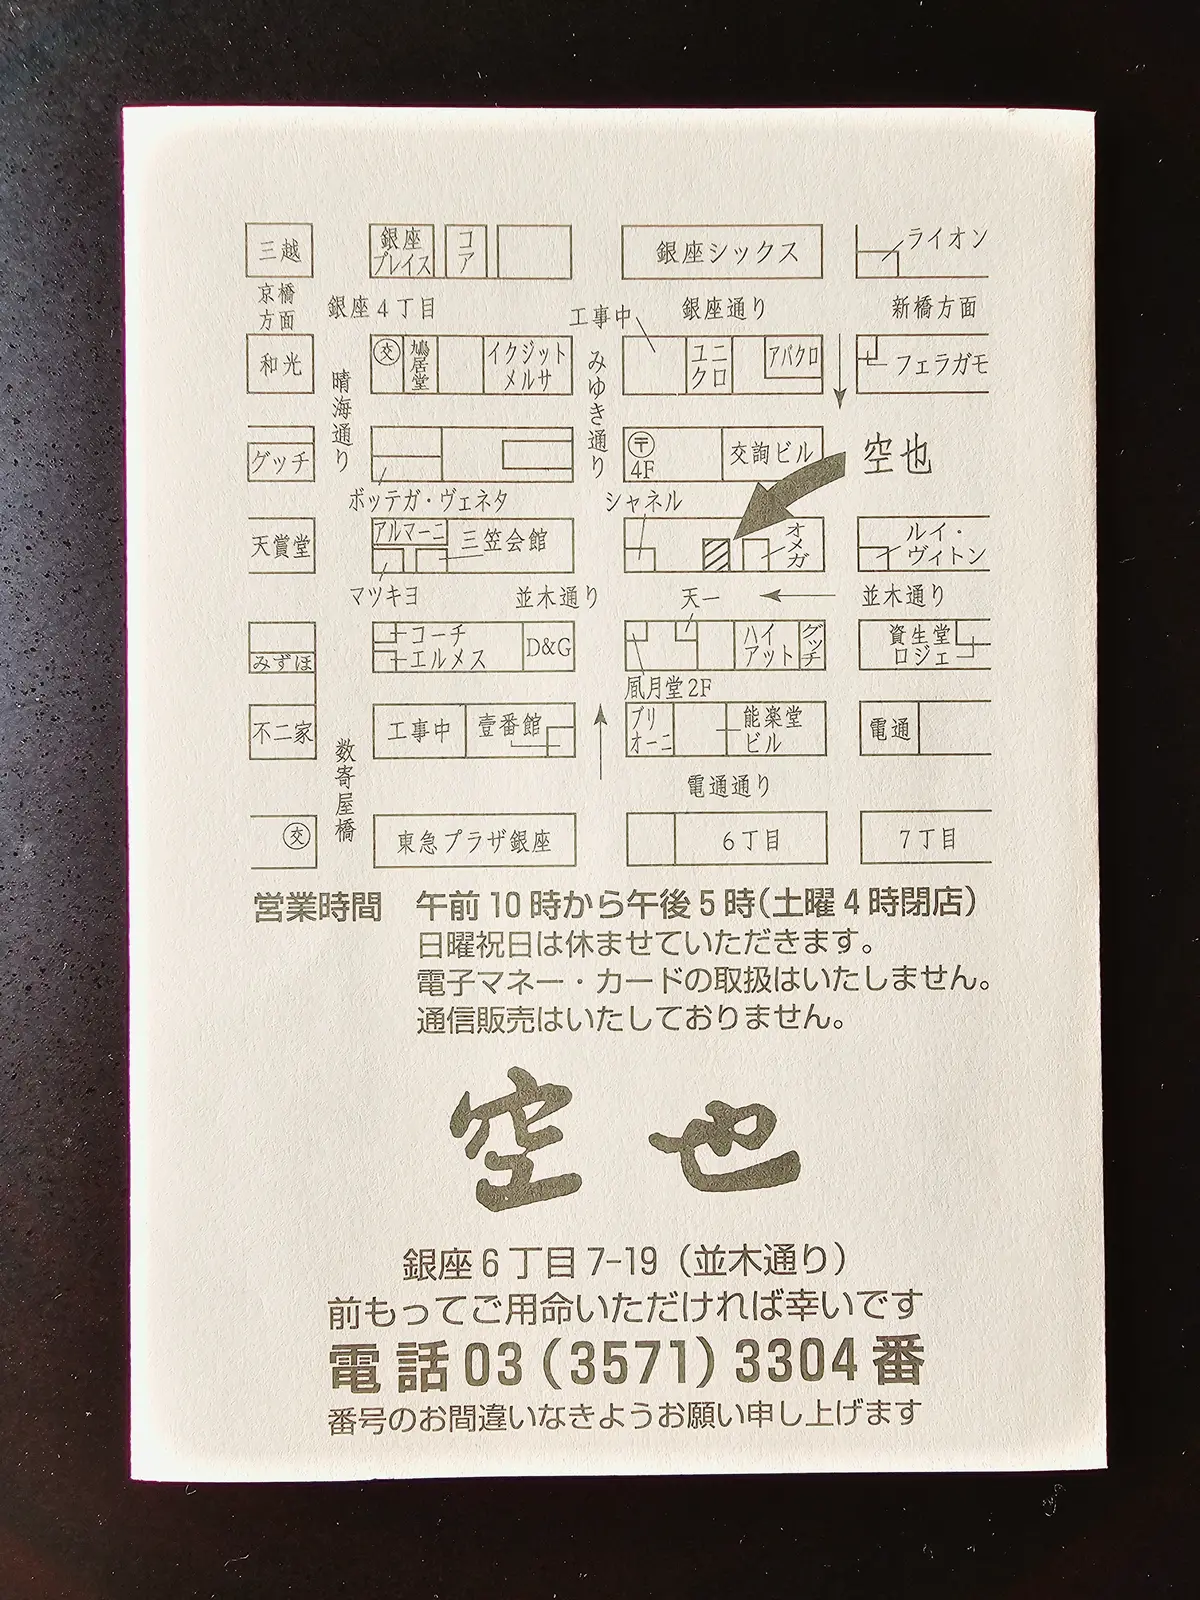 三越
銀座
プレイス
コア
銀座シックス
ライオン
京橋
方面
銀座4丁目
工事中
銀座通り
新橋方面
和光
交
鳩居堂
イクジット
メルサ
ユニ
クロ
アバクロ
フェラガモ
晴海通り
みゆき通り
グッチ
〒
4F
交詢ビル
空也
ボッテガ・ヴェネタ
シャネル
天賞堂
アルマーニ
三笠会館
オメガ
ルイ・
ヴィトン
マツキヨ
並木通り
天一
並木通り
みずほ
コーチ
エルメス
D&G
ハイ
アット
グッチ
資生堂
ロジェ
凮月堂2F
不二家
工事中
壹番館
ブリ
オーニ
能楽堂
ビル
電通
数寄屋橋
電通通り
交
東急プラザ銀座
6丁目
7丁目
営業時間 午前10時から午後5時(土曜4時閉店)
日曜祝日は休ませていただきます。
電子マネー・カードの取扱はいたしません。
通信販売はいたしておりません。
空也
銀座6丁目7-19(並木通り)
前もってご用命いただければ幸いです
電話03(3571)3304番
番号のお間違いなきようお願い申し上げます